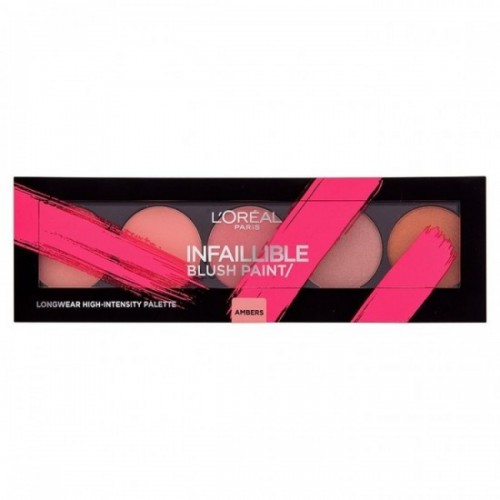 L'ORÉAL
PARIS
INFAILLIBLE
BLUSH PAINT/
LONGWEAR HIGH-INTENSITY PALETTE
AMBERS